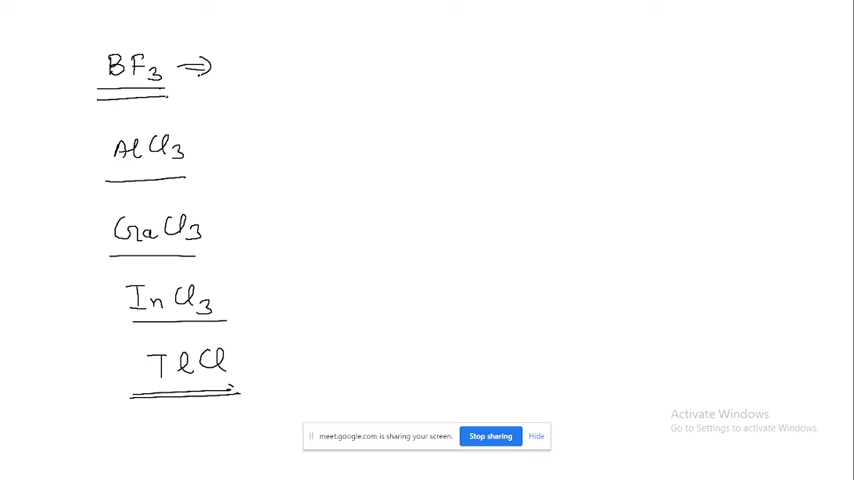 BF3 ⇒
AlCl3
GaCl3
InCl3
TlCl
meet.google.com is sharing your screen. Stop sharing Hide
Activate Windows
Go to Settings to activate Windows.